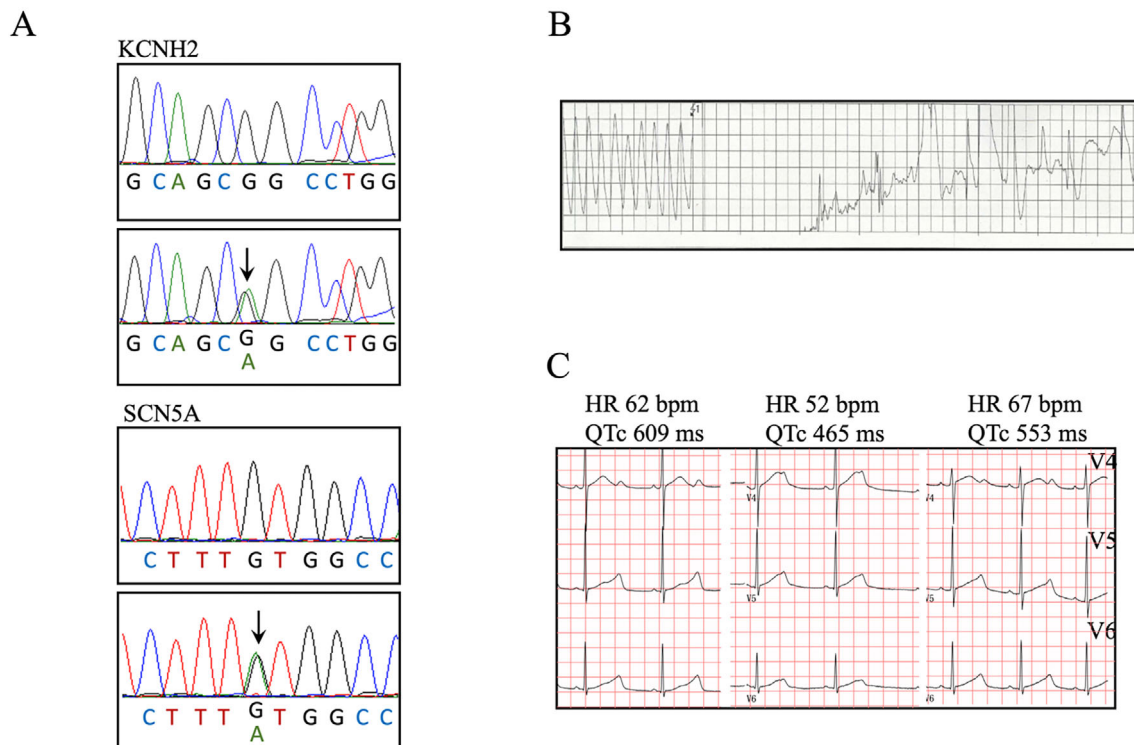 A
KCNH2
G C A G C G G C C T G G
G C A G C G G C C T G G
A
SCN5A
C T T T G T G G C C
C T T T G T G G C C
A
B
1
C
HR 62 bpm
QTc 609 ms
HR 52 bpm
QTc 465 ms
HR 67 bpm
QTc 553 ms
V4
V4
V4
V5
V5
V5
V6
V6
V6